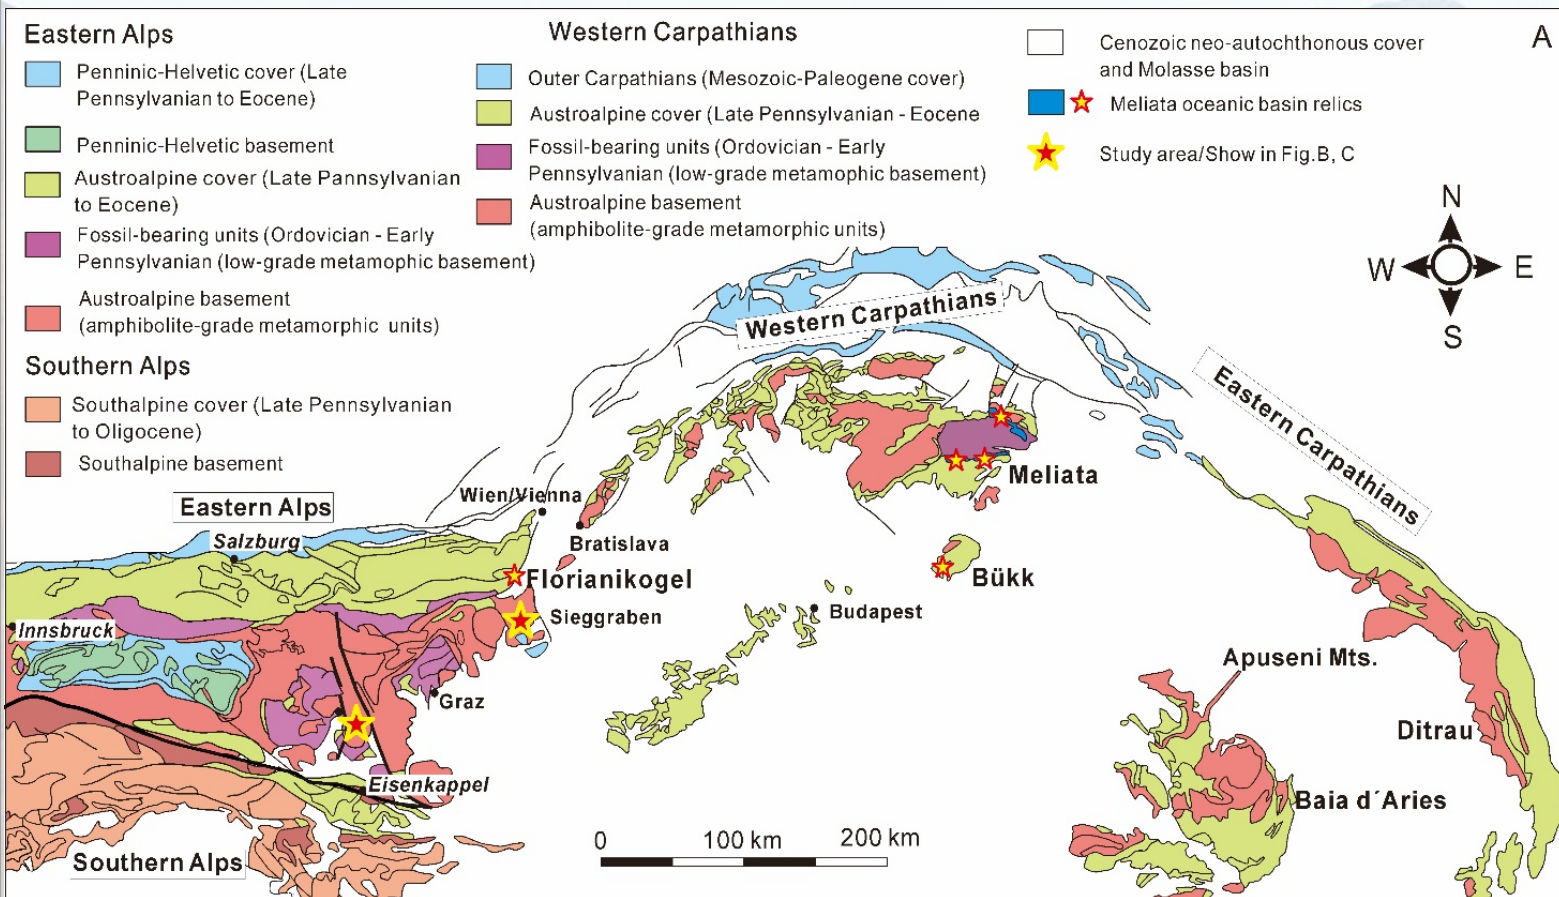 Eastern Alps
Penninic-Helvetic cover (Late
Pennsylvanian to Eocene)
Penninic-Helvetic basement
Austroalpine cover (Late Pannsylvanian
to Eocene)
Fossil-bearing units (Ordovician - Early
Pennsylvanian (low-grade metamophic basement)
Austroalpine basement
(amphibolite-grade metamorphic units)
Southern Alps
Southalpine cover (Late Pennsylvanian
to Oligocene)
Southalpine basement
Western Carpathians
Outer Carpathians (Mesozoic-Paleogene cover)
Austroalpine cover (Late Pennsylvanian - Eocene
Fossil-bearing units (Ordovician - Early
Pennsylvanian (low-grade metamophic basement)
Austroalpine basement
(amphibolite-grade metamorphic units)
Cenozoic neo-autochthonous cover
and Molasse basin
Meliata oceanic basin relics
Study area/Show in Fig.B, C
A
N
W
E
S
Western Carpathians
Eastern Carpathians
Meliata
Eastern Alps
Wien/Vienna
Salzburg
Bratislava
Florianikogel
Bükk
Sieggraben
Budapest
Innsbruck
Apuseni Mts.
Graz
Ditrau
Eisenkappel
Baia d´Aries
0
100 km
200 km
Southern Alps